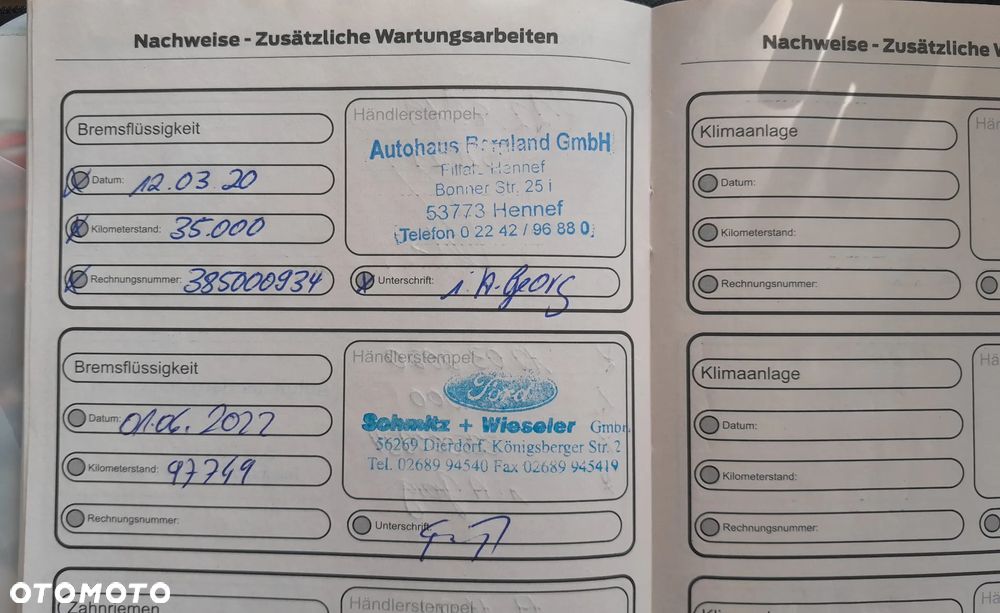 Nachweise - Zusätzliche Wartungsarbeiten
Bremsflüssigkeit
Datum: 12.03.20
Kilometerstand: 35.000
Rechnungsnummer: 385000934
Händlerstempel
Autohaus Bergland GmbH
Filiale Hennef
Bonner Str. 25 i
53773 Hennef
Telefon 0 22 42 / 96 88 0
Unterschrift: i.A. Georg
Bremsflüssigkeit
Datum: 01.06.2022
Kilometerstand: 97749
Rechnungsnummer:
Händlerstempel
Ford
Schmitz + Wieseler GmbH
56269 Dierdorf, Königsberger Str. 2
Tel. 02689 94540 Fax 02689 945419
Unterschrift:
Zahnriemen
Händlerstempel
Nachweise - Zusätzliche W
Klimaanlage
Datum:
Kilometerstand:
Rechnungsnummer:
Hän
Klimaanlage
Datum:
Kilometerstand:
Rechnungsnummer:
Hä
OTOMOTO